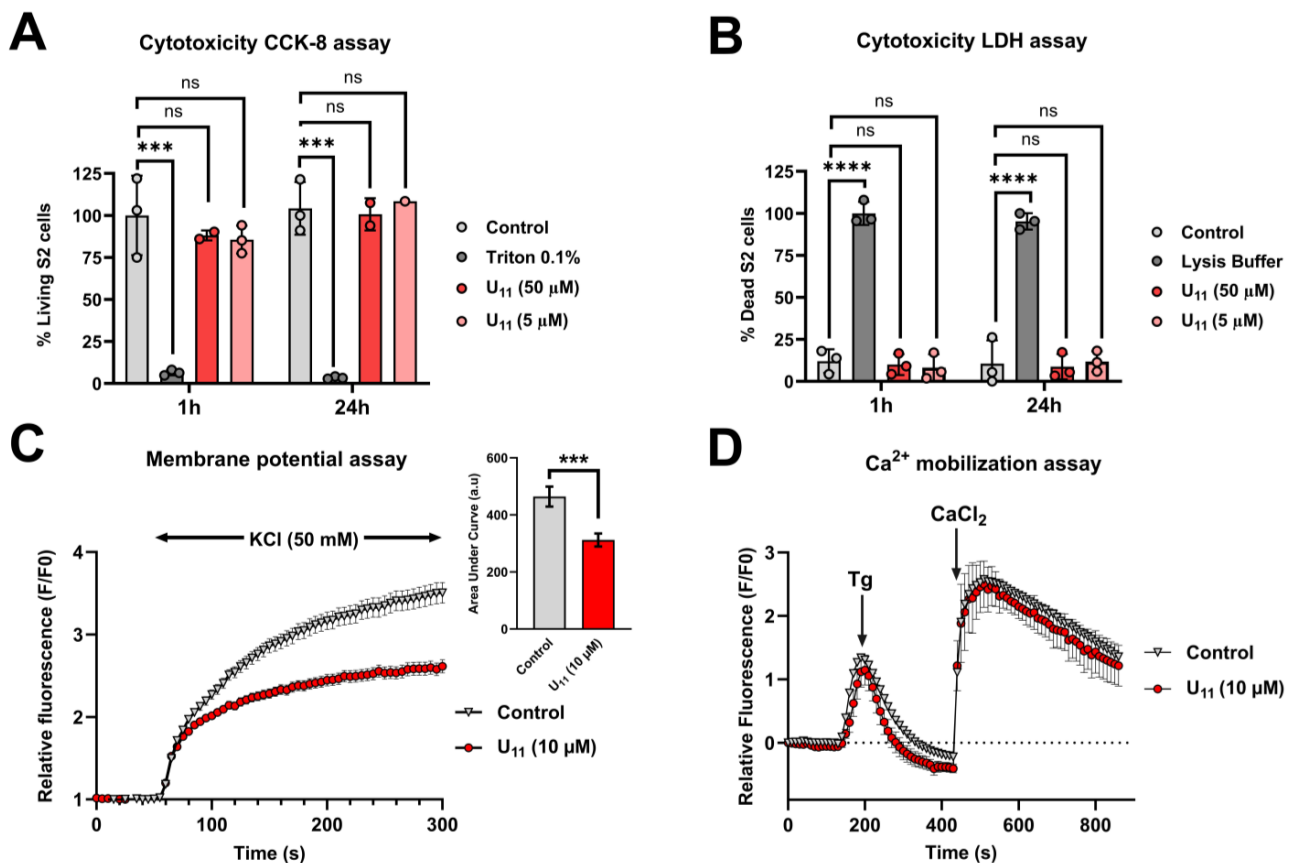 A
Cytotoxicity CCK-8 assay
ns
ns
***
ns
ns
***
% Living S2 cells
125
100
75
50
25
0
1h
24h
Control
Triton 0.1%
U₁₁ (50 μM)
U₁₁ (5 μM)
B
Cytotoxicity LDH assay
ns
ns
****
ns
ns
****
% Dead S2 cells
125
100
75
50
25
0
1h
24h
Control
Lysis Buffer
U₁₁ (50 μM)
U₁₁ (5 μM)
C
Membrane potential assay
KCl (50 mM)
Relative fluorescence (F/F0)
4
3
2
1
0
100
200
300
Time (s)
Area Under Curve (a.u)
600
400
200
0
***
Control
U₁₁ (10 μM)
Control
U₁₁ (10 μM)
D
Ca²⁺ mobilization assay
CaCl₂
Tg
Relative Fluorescence (F/F0)
3
2
1
0
0
200
400
600
800
Time (s)
Control
U₁₁ (10 μM)